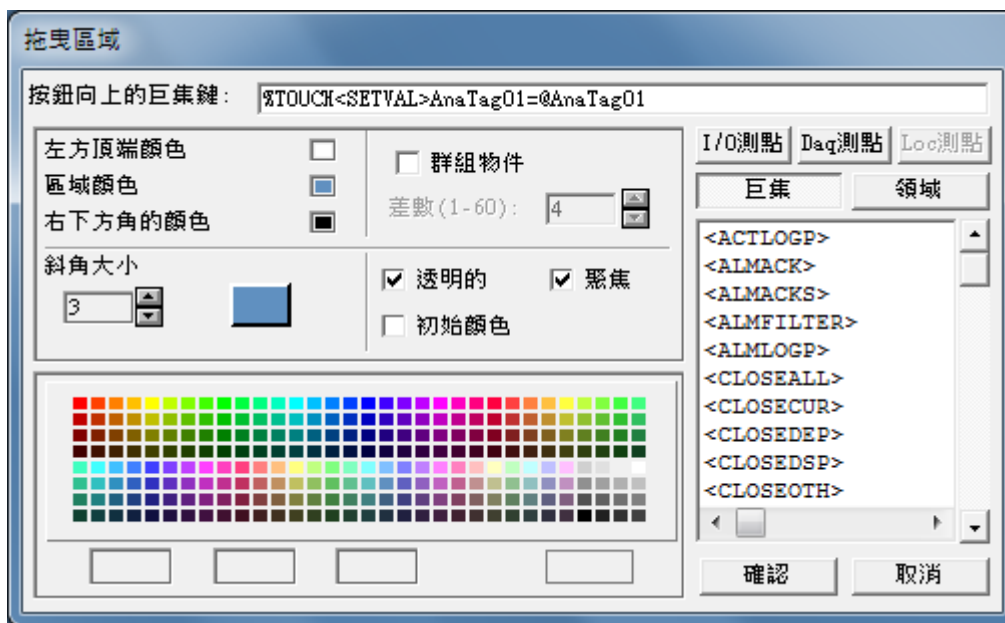 拖曳區域
按鈕向上的巨集鍵: %TOUCH<SETVAL>AnaTag01=@AnaTag01
左方頂端顏色
區域顏色
右下方角的顏色
群組物件
差數(1-60): 4
斜角大小
3
透明的 聚焦
初始顏色
I/O測點 Daq測點 Loc測點
巨集 領域
<ACTLOGP>
<ALMACK>
<ALMACKS>
<ALMFILTER>
<ALMLOGP>
<CLOSEALL>
<CLOSECUR>
<CLOSEDEP>
<CLOSEDSP>
<CLOSEOTH>
確認 取消